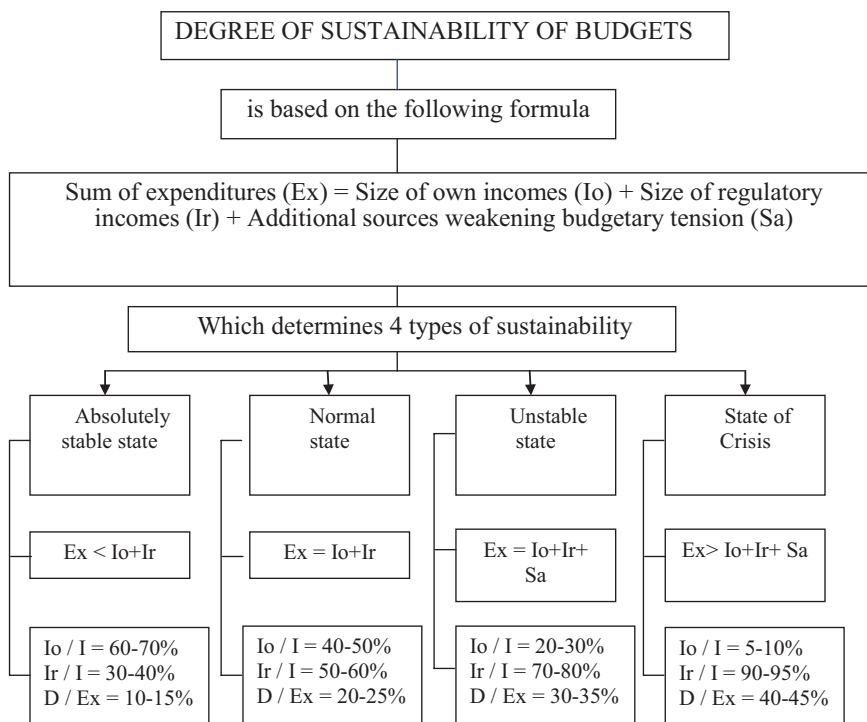 DEGREE OF SUSTAINABILITY OF BUDGETS
is based on the following formula
Sum of expenditures (Ex) = Size of own incomes (Io) + Size of regulatory
incomes (Ir) + Additional sources weakening budgetary tension (Sa)
Which determines 4 types of sustainability
Absolutely
stable state
Normal
state
Unstable
state
State of
Crisis
Ex < Io+Ir
Ex = Io+Ir
Ex = Io+Ir+
Sa
Ex> Io+Ir+ Sa
Io / I = 60-70%
Ir / I = 30-40%
D / Ex = 10-15%
Io / I = 40-50%
Ir / I = 50-60%
D / Ex = 20-25%
Io / I = 20-30%
Ir / I = 70-80%
D / Ex = 30-35%
Io / I = 5-10%
Ir / I = 90-95%
D / Ex = 40-45%